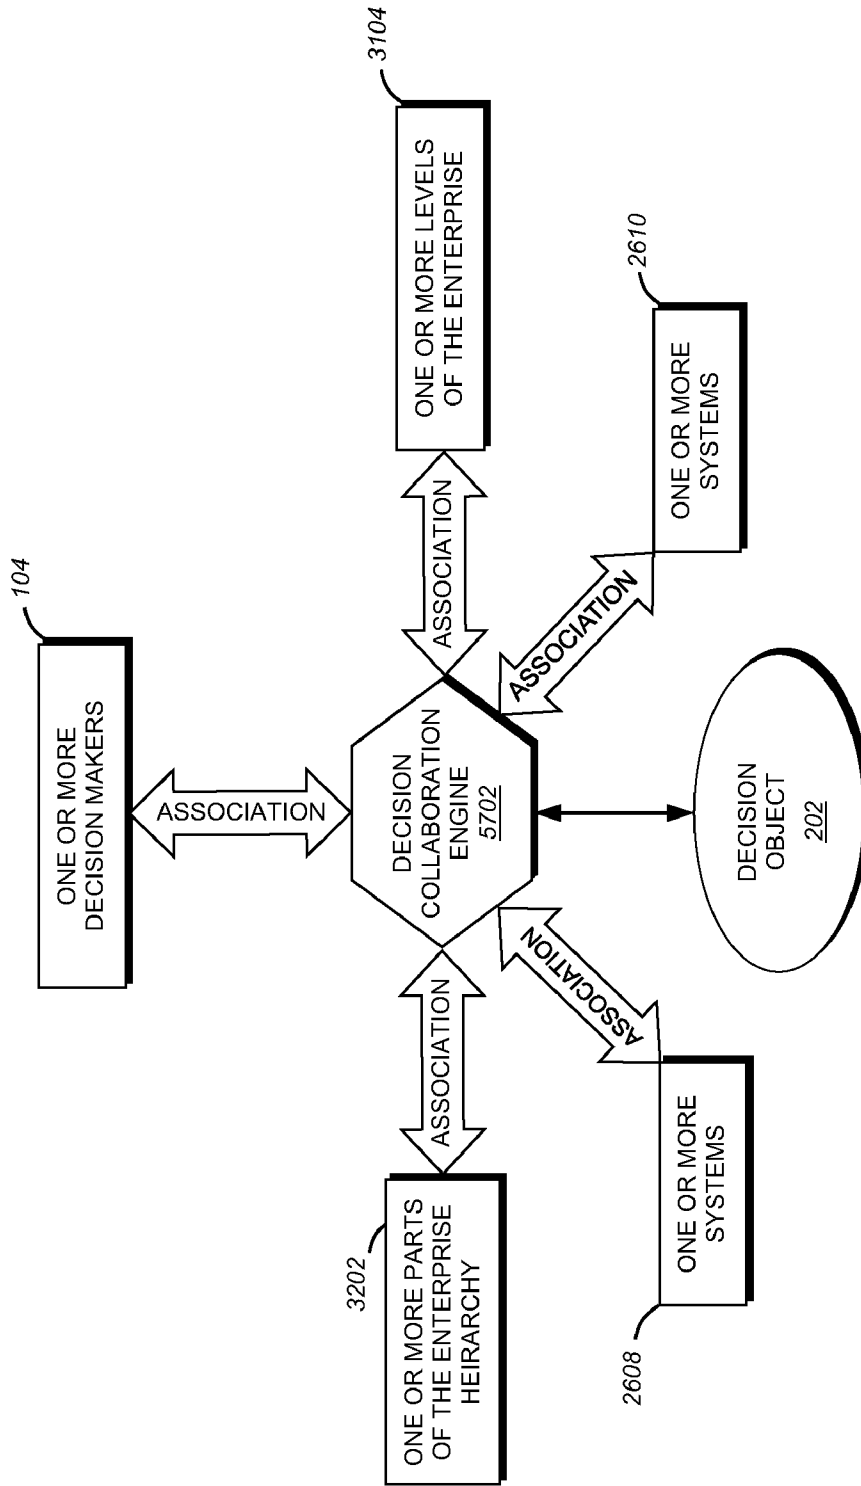 104
ONE OR MORE
DECISION MAKERS
ASSOCIATION
3202
ONE OR MORE PARTS
OF THE ENTERPRISE
HEIRARCHY
ASSOCIATION
DECISION
COLLABORATION
ENGINE
5702
ASSOCIATION
3104
ONE OR MORE LEVELS
OF THE ENTERPRISE
ASSOCIATION
ASSOCIATION
2608
ONE OR MORE
SYSTEMS
DECISION
OBJECT
202
2610
ONE OR MORE
SYSTEMS